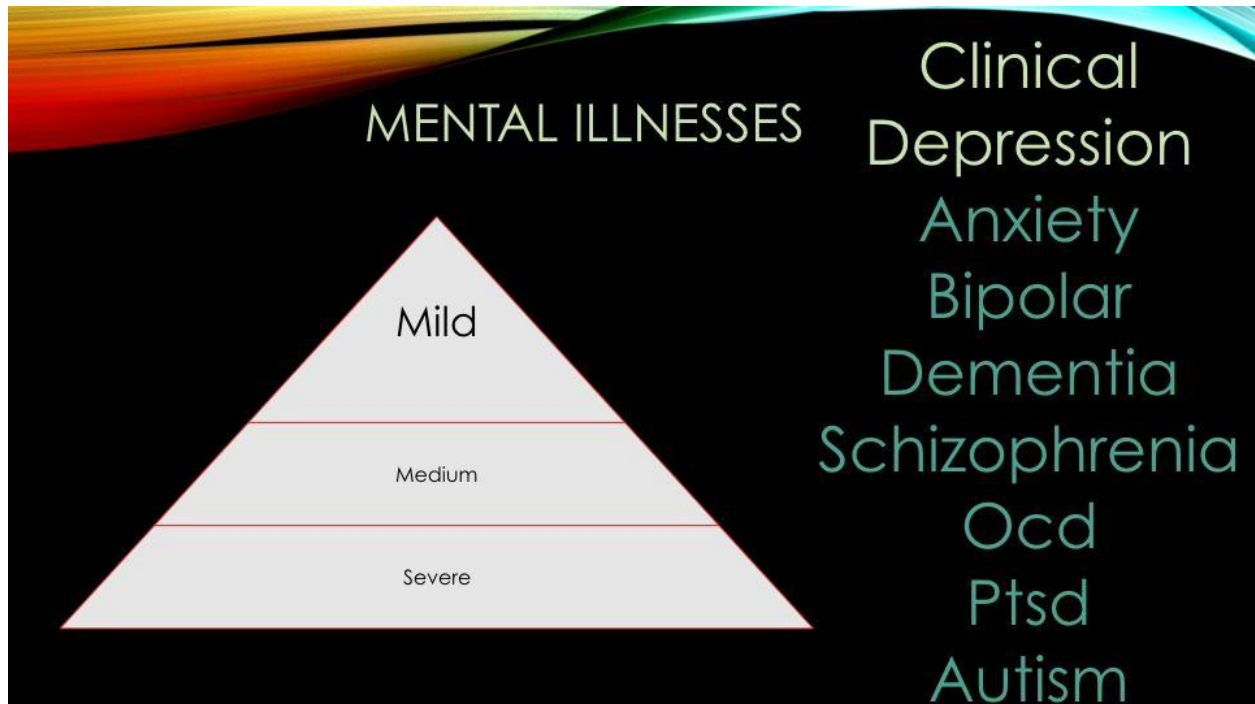 MENTAL ILLNESSES
Mild
Medium
Severe
Clinical
Depression
Anxiety
Bipolar
Dementia
Schizophrenia
Ocd
Ptsd
Autism